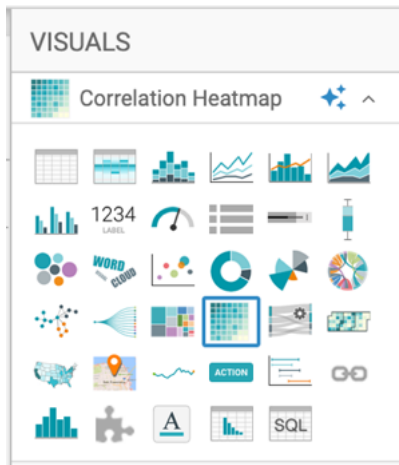 VISUALS
Correlation Heatmap
1234
LABEL
WORD
CLOUD
ACTION
A
SQL